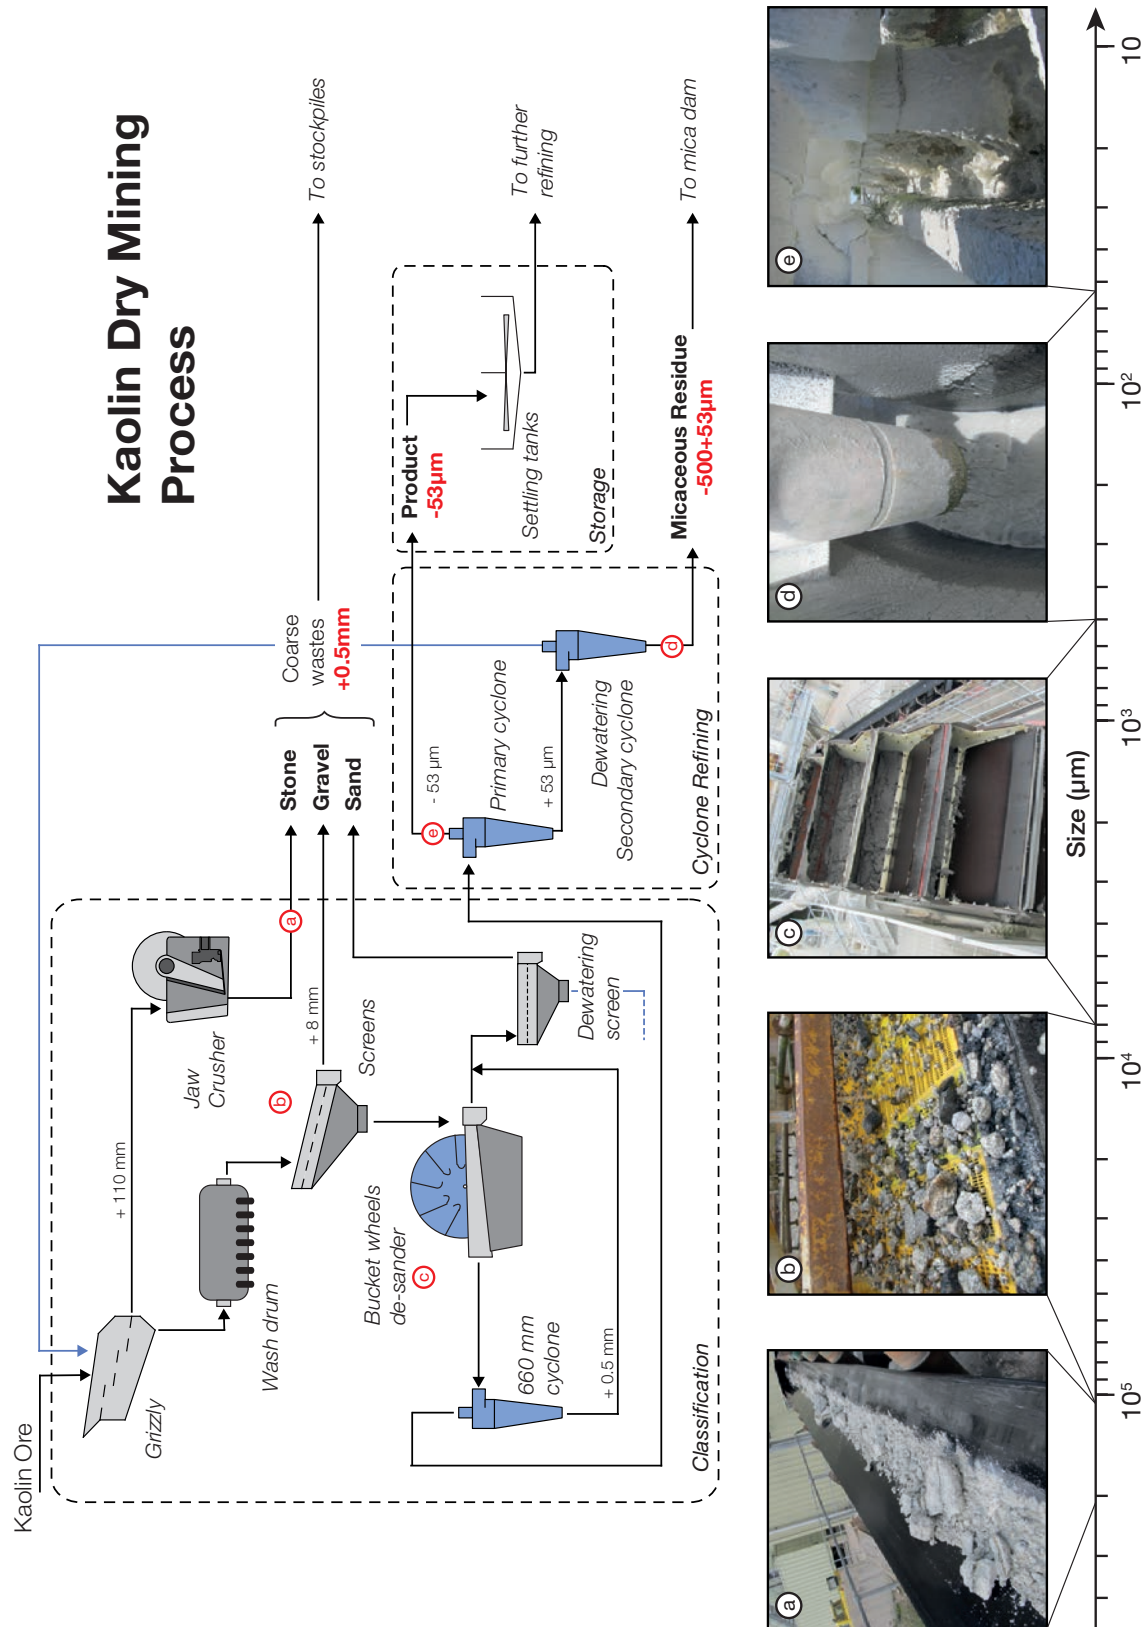 Kaolin Dry Mining
Process
Kaolin Ore
Grizzly
+ 110 mm
Jaw
Crusher
Wash drum
a
b
+ 8 mm
Screens
Bucket wheels
de-sander
c
660 mm
cyclone
+ 0.5 mm
Dewatering
screen
Classification
Stone
Gravel
Sand
Coarse
wastes
+0.5mm
To stockpiles
e
- 53 µm
Primary cyclone
+ 53 µm
Dewatering
Secondary cyclone
d
Cyclone Refining
Product
-53µm
Settling tanks
Storage
To further
refining
Micaceous Residue
-500+53µm
To mica dam
a
b
c
d
e
10⁵
10⁴
10³
10²
10
Size (µm)